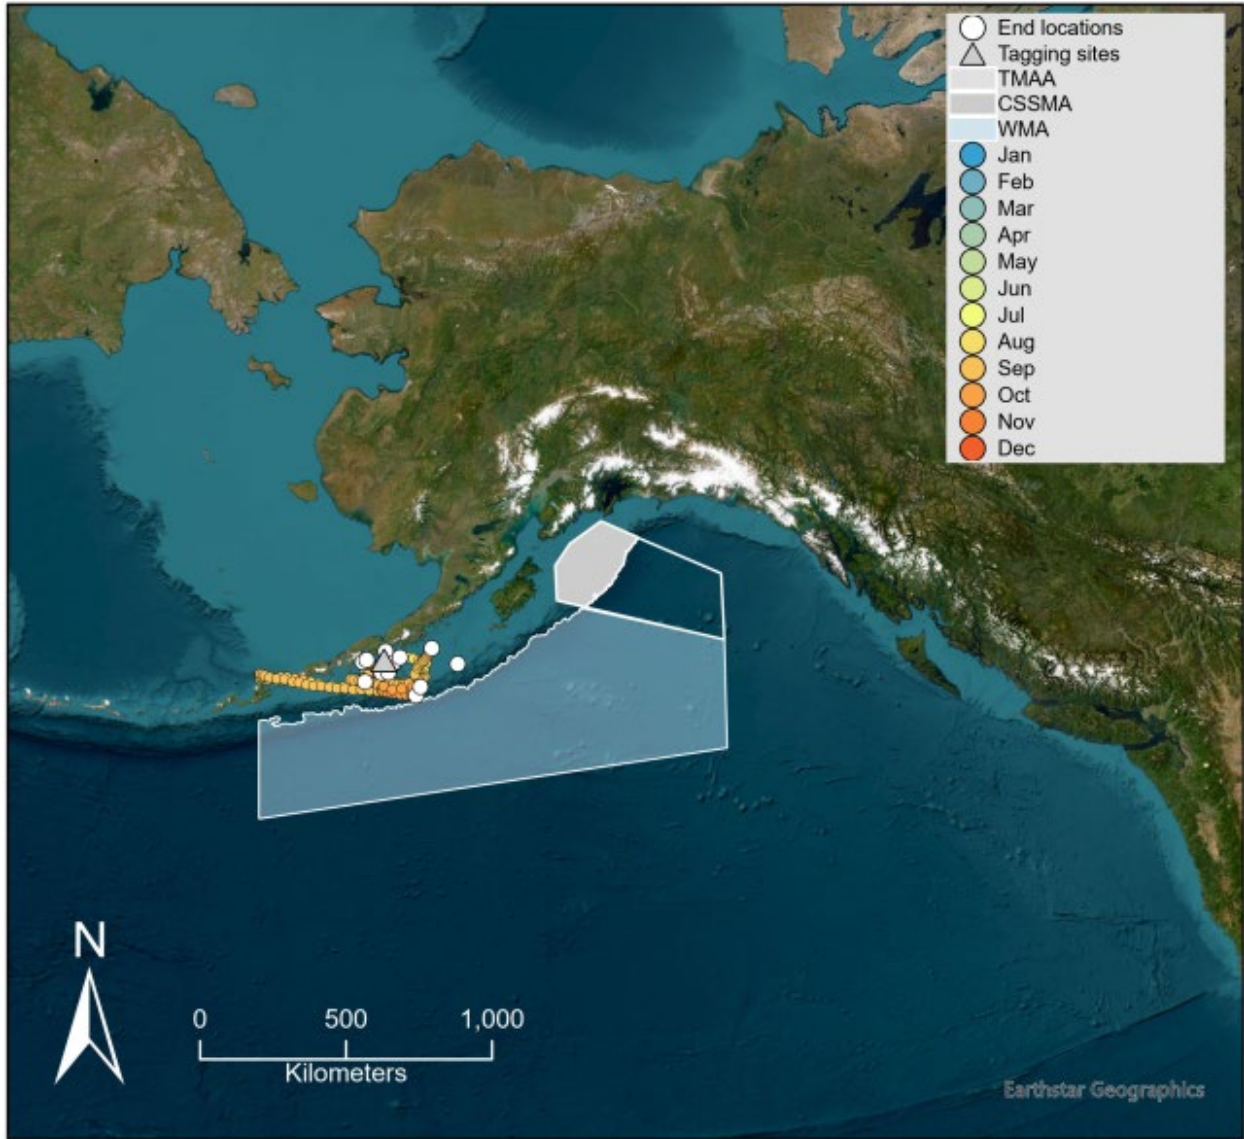 End locations
Tagging sites
TMAA
CSSMA
WMA
Jan
Feb
Mar
Apr
May
Jun
Jul
Aug
Sep
Oct
Nov
Dec
N
0 500 1,000
Kilometers
Earthstar Geographics